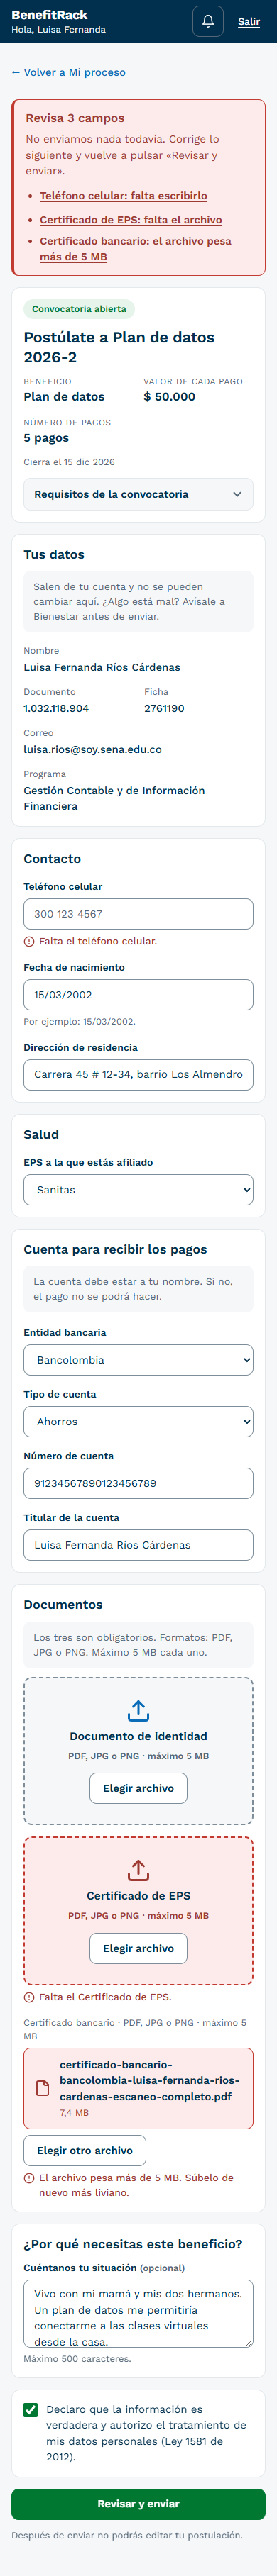 BenefitRack
Hola, Luisa Fernanda
Salir
← Volver a Mi proceso
Revisa 3 campos
No enviamos nada todavía. Corrige lo
siguiente y vuelve a pulsar «Revisar y
enviar».
• Teléfono celular: falta escribirlo
• Certificado de EPS: falta el archivo
• Certificado bancario: el archivo pesa
más de 5 MB
Convocatoria abierta
Postúlate a Plan de datos
2026-2
BENEFICIO
Plan de datos
VALOR DE CADA PAGO
$ 50.000
NÚMERO DE PAGOS
5 pagos
Cierra el 15 dic 2026
Requisitos de la convocatoria
Tus datos
Salen de tu cuenta y no se pueden
cambiar aquí. ¿Algo está mal? Avísale a
Bienestar antes de enviar.
Nombre
Luisa Fernanda Ríos Cárdenas
Documento
1.032.118.904
Ficha
2761190
Correo
luisa.rios@soy.sena.edu.co
Programa
Gestión Contable y de Información
Financiera
Contacto
Teléfono celular
300 123 4567
Falta el teléfono celular.
Fecha de nacimiento
15/03/2002
Por ejemplo: 15/03/2002.
Dirección de residencia
Carrera 45 # 12-34, barrio Los Almendro
Salud
EPS a la que estás afiliado
Sanitas
Cuenta para recibir los pagos
La cuenta debe estar a tu nombre. Si no,
el pago no se podrá hacer.
Entidad bancaria
Bancolombia
Tipo de cuenta
Ahorros
Número de cuenta
91234567890123456789
Titular de la cuenta
Luisa Fernanda Ríos Cárdenas
Documentos
Los tres son obligatorios. Formatos: PDF,
JPG o PNG. Máximo 5 MB cada uno.
Documento de identidad
PDF, JPG o PNG · máximo 5 MB
Elegir archivo
Certificado de EPS
PDF, JPG o PNG · máximo 5 MB
Elegir archivo
Falta el Certificado de EPS.
Certificado bancario · PDF, JPG o PNG · máximo 5
MB
certificado-bancario-
bancolombia-luisa-fernanda-rios-
cardenas-escaneo-completo.pdf
7,4 MB
Elegir otro archivo
El archivo pesa más de 5 MB. Súbelo de
nuevo más liviano.
¿Por qué necesitas este beneficio?
Cuéntanos tu situación (opcional)
Vivo con mi mamá y mis dos hermanos.
Un plan de datos me permitiría
conectarme a las clases virtuales
desde la casa.
Máximo 500 caracteres.
Declaro que la información es
verdadera y autorizo el tratamiento de
mis datos personales (Ley 1581 de
2012).
Revisar y enviar
Después de enviar no podrás editar tu postulación.